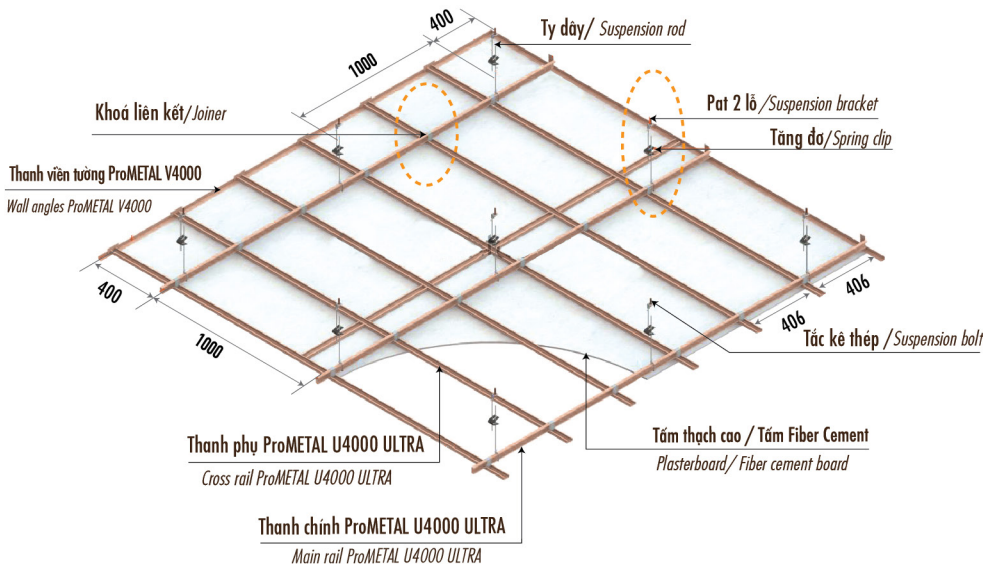 400
Ty dây/ Suspension rod
1000
Khoá liên kết/Joiner
Pat 2 lỗ /Suspension bracket
Tăng đơ/Spring clip
Thanh viền tường ProMETAL V4000
Wall angles ProMETAL V4000
400
1000
406
406
Tắc kê thép /Suspension bolt
Thanh phụ ProMETAL U4000 ULTRA
Cross rail ProMETAL U4000 ULTRA
Tấm thạch cao / Tấm Fiber Cement
Plasterboard/ Fiber cement board
Thanh chính ProMETAL U4000 ULTRA
Main rail ProMETAL U4000 ULTRA